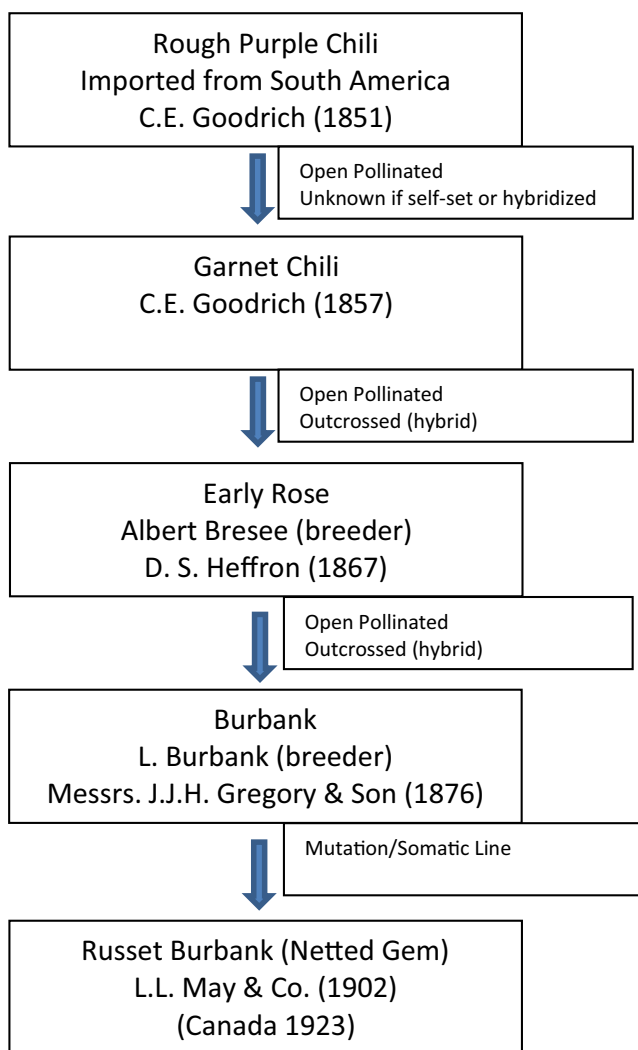 Rough Purple Chili
Imported from South America
C.E. Goodrich (1851)
Open Pollinated
Unknown if self-set or hybridized
Garnet Chili
C.E. Goodrich (1857)
Open Pollinated
Outcrossed (hybrid)
Early Rose
Albert Bresee (breeder)
D. S. Heffron (1867)
Open Pollinated
Outcrossed (hybrid)
Burbank
L. Burbank (breeder)
Messrs. J.J.H. Gregory & Son (1876)
Mutation/Somatic Line
Russet Burbank (Netted Gem)
L.L. May & Co. (1902)
(Canada 1923)